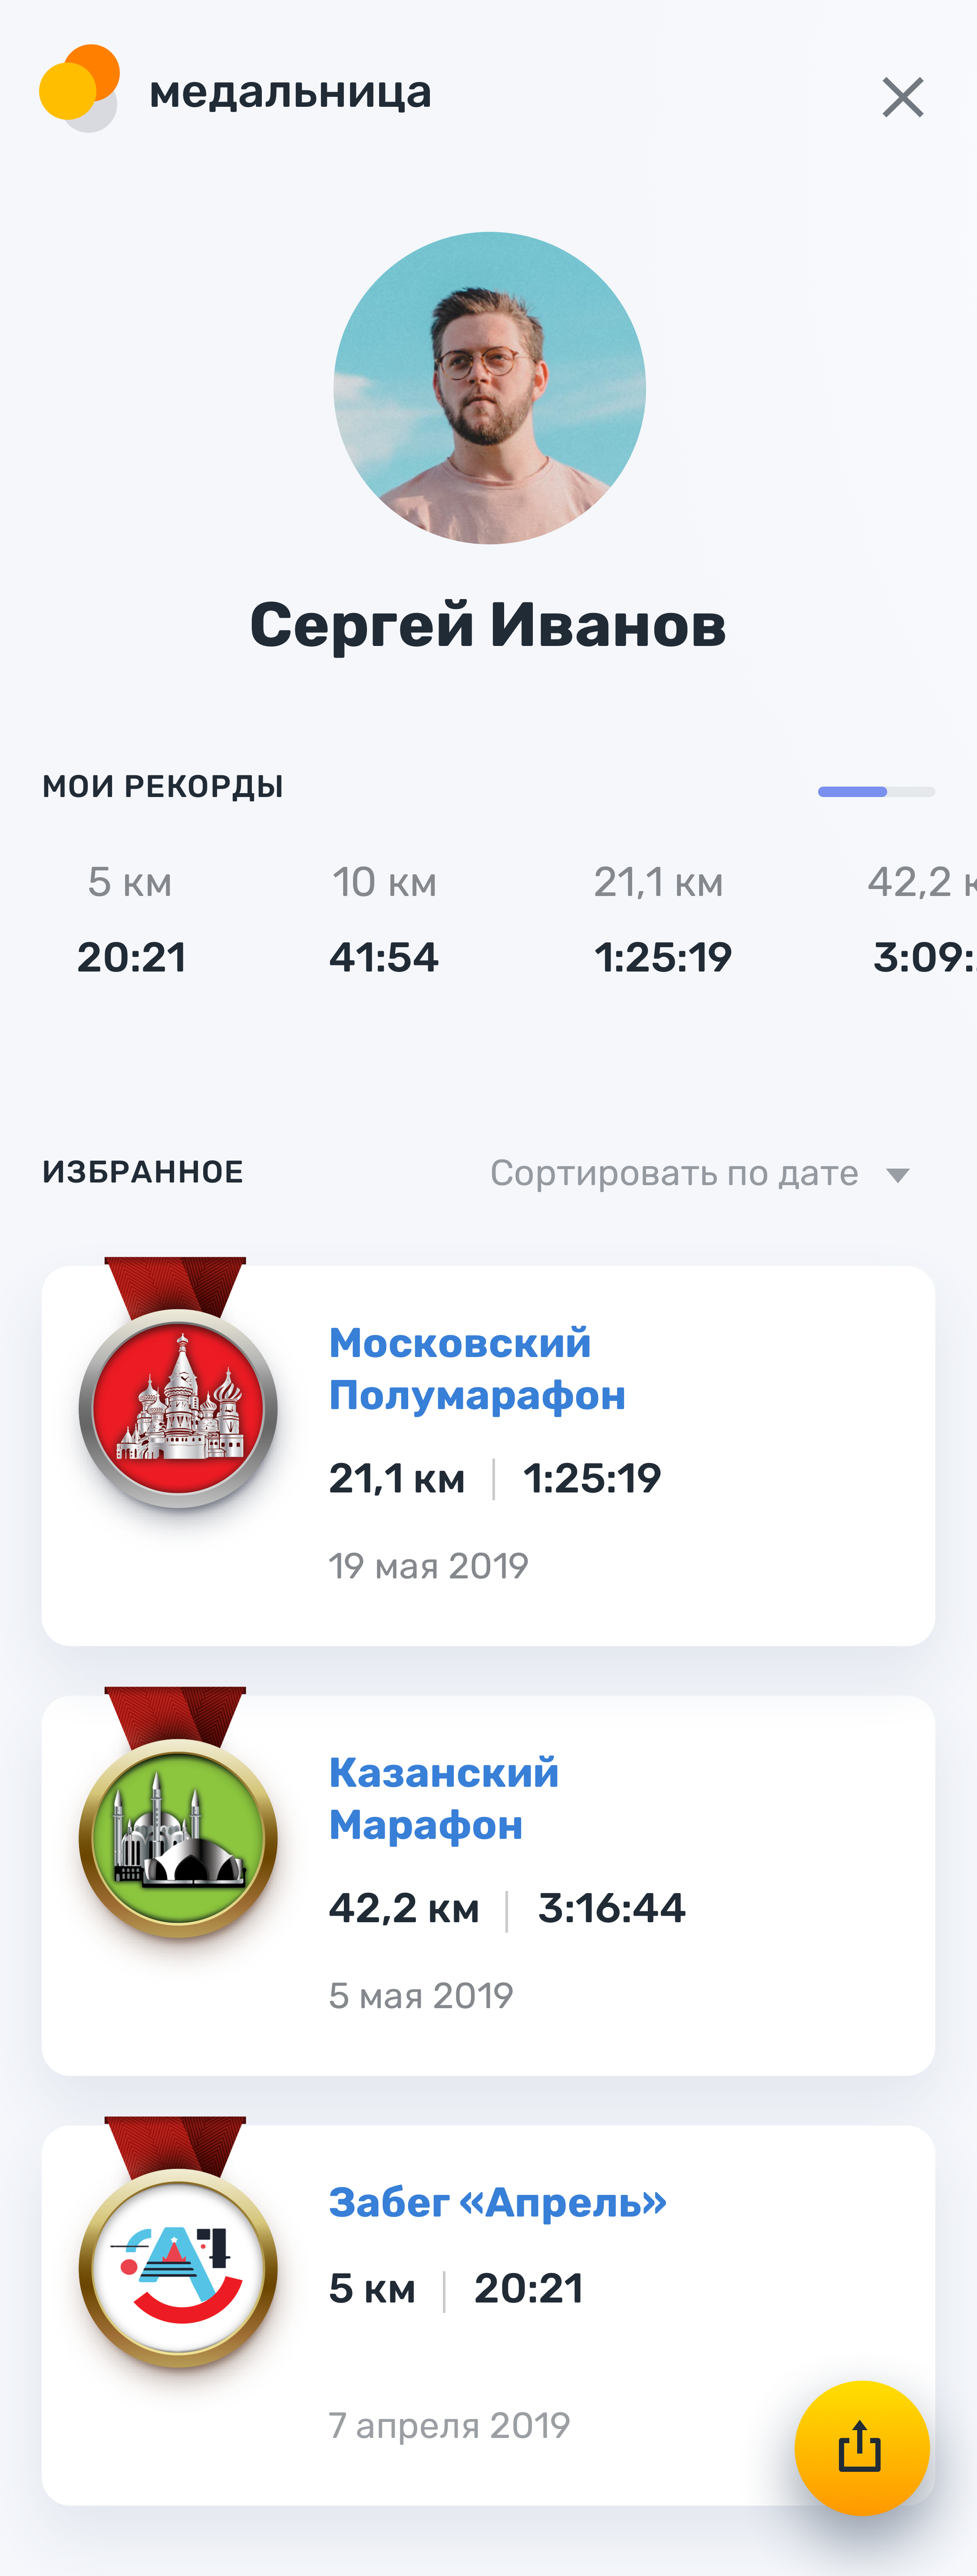 медальница
Сергей Иванов
МОИ РЕКОРДЫ
5 км 10 км 21,1 км 42,2
20:21 41:54 1:25:19 3:09:
ИЗБРАННОЕ Сортировать по дате
Московский
Полумарафон
21,1 км 1:25:19
19 мая 2019
Казанский
Марафон
42,2 км 3:16:44
5 мая 2019
Забег «Апрель»
5 км 20:21
7 апреля 2019